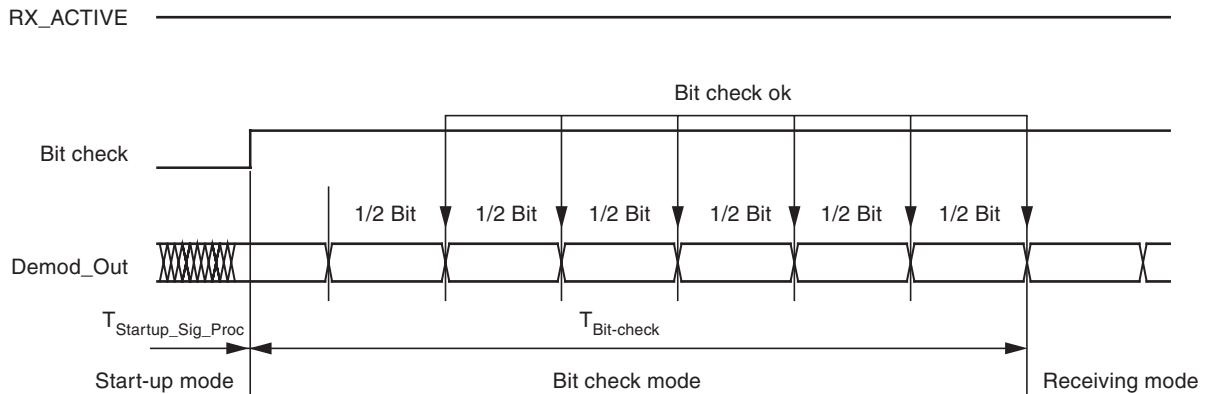 RX_ACTIVE
Bit check ok
Bit check
1/2 Bit 1/2 Bit 1/2 Bit 1/2 Bit 1/2 Bit 1/2 Bit
Demod_Out
TStartup_Sig_Proc TBit-check
Start-up mode Bit check mode Receiving mode